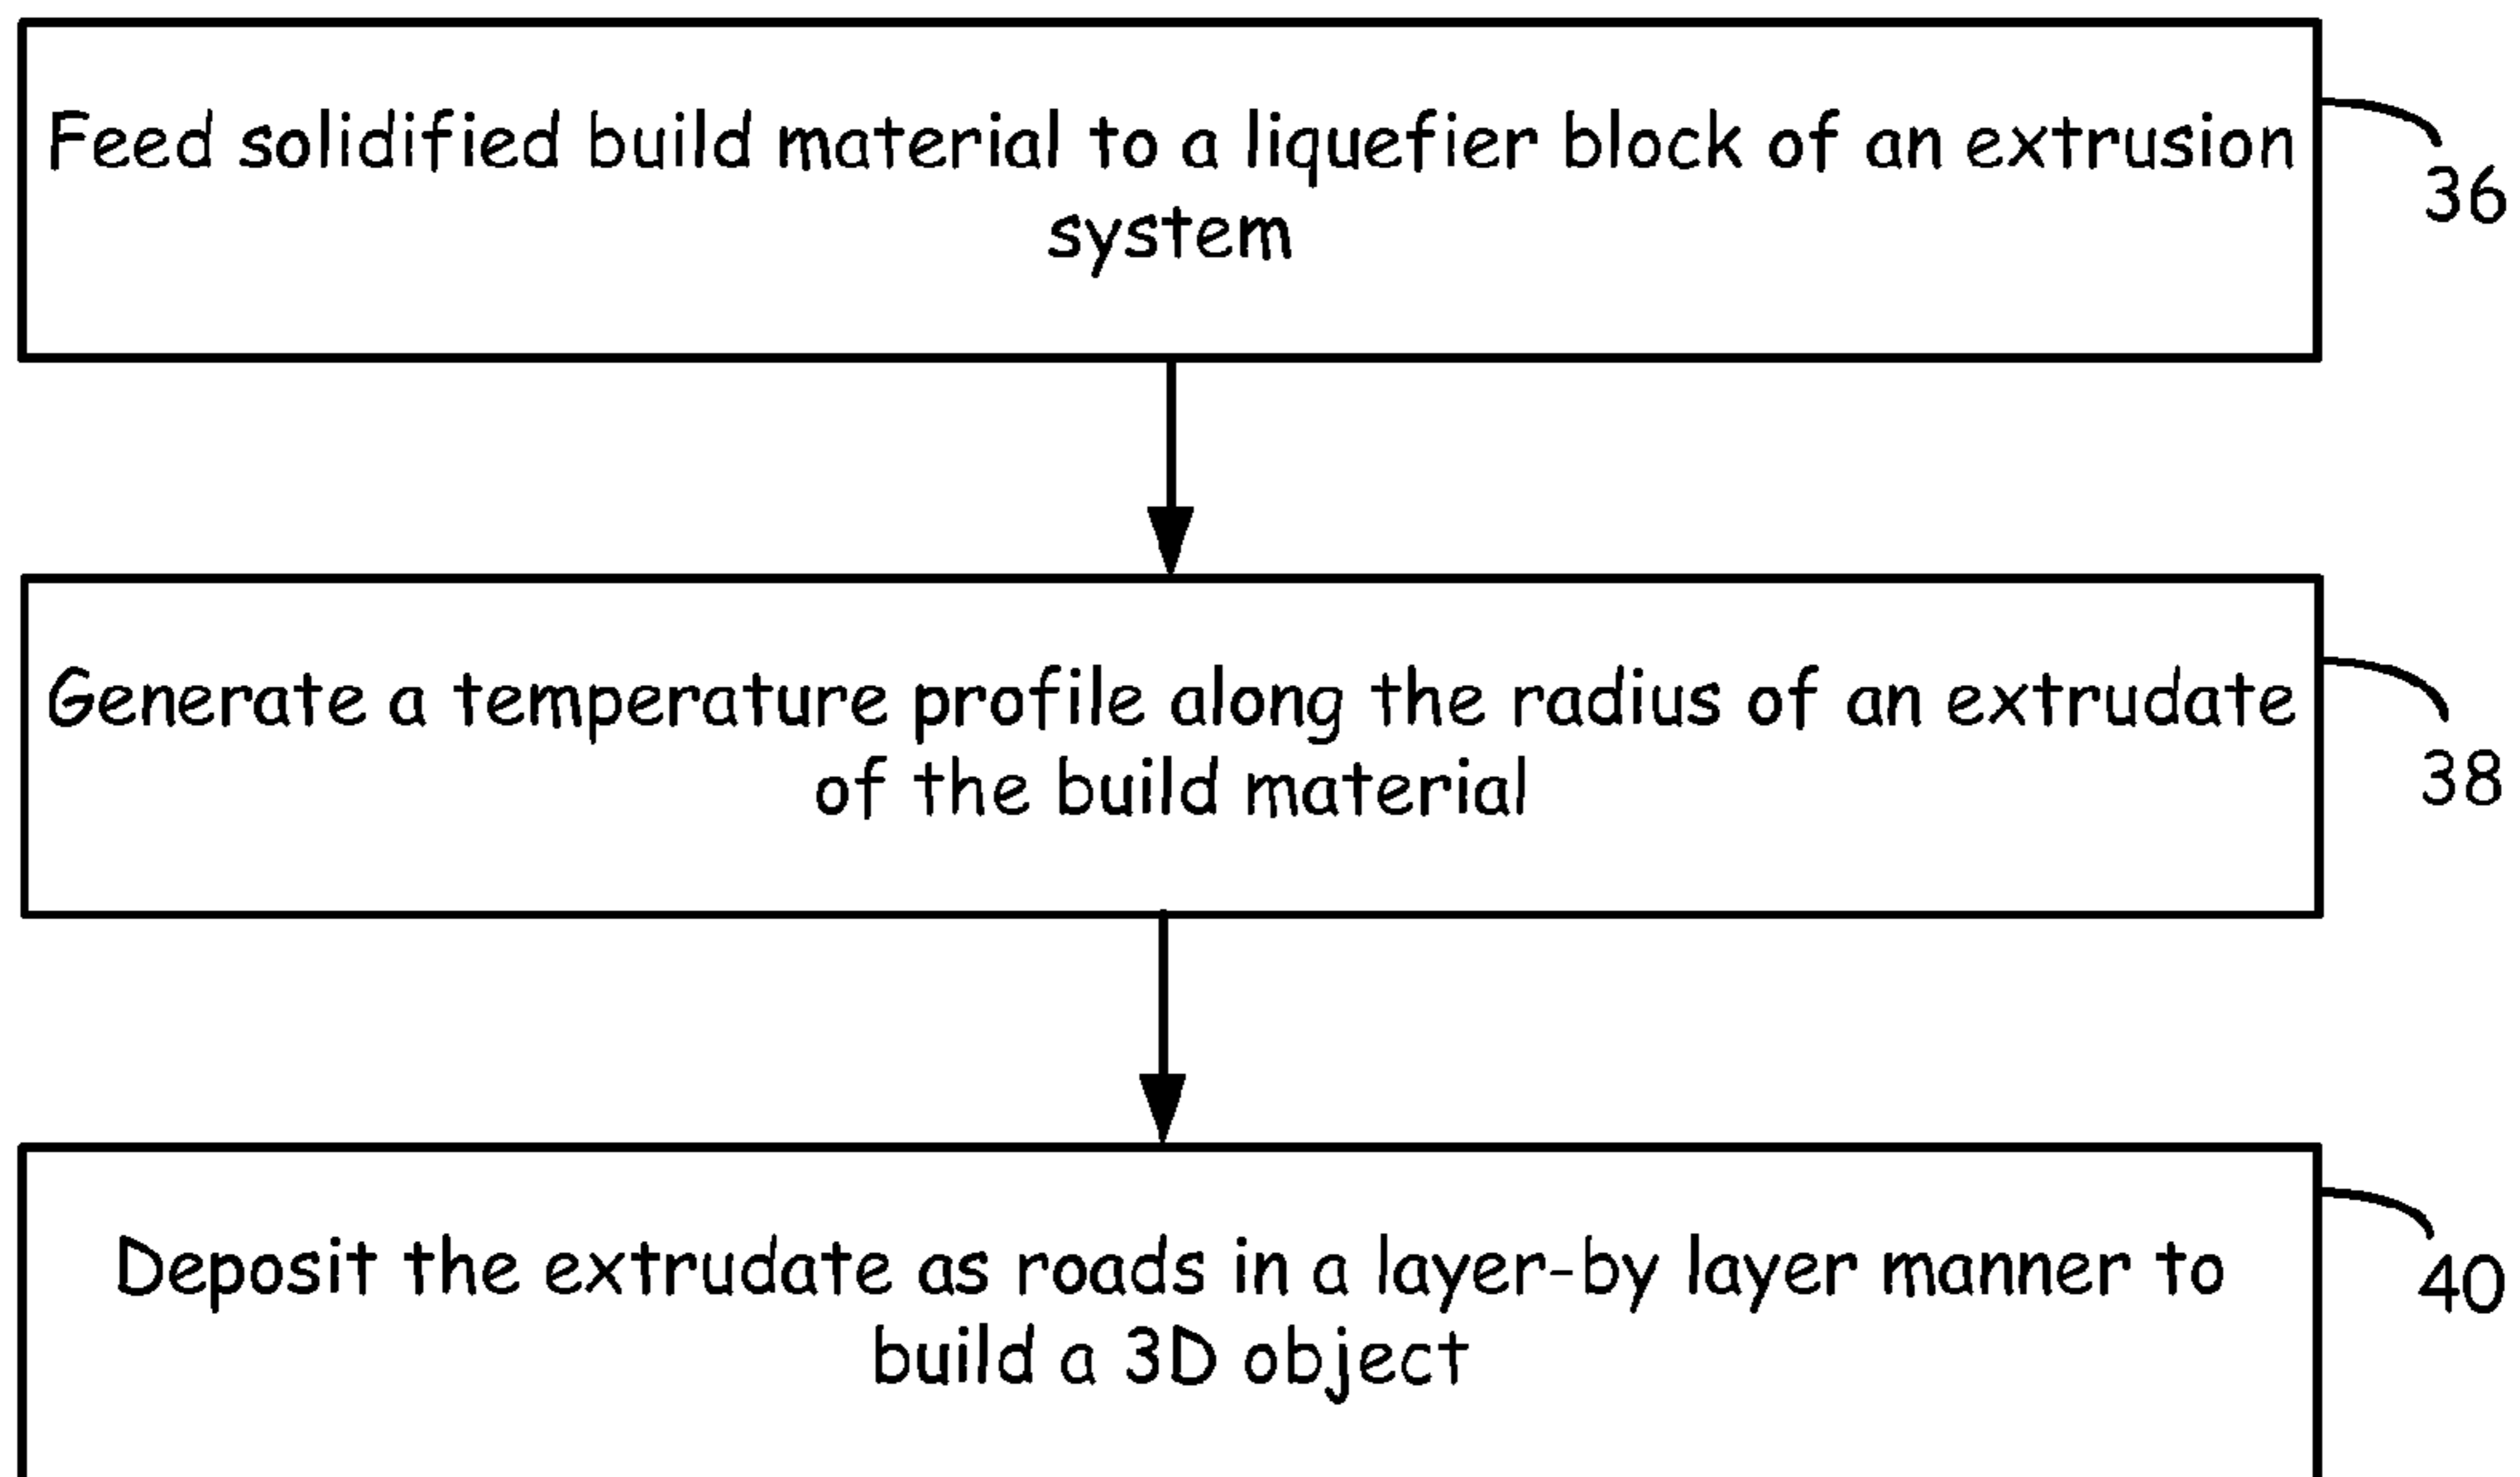 Feed solidified build material to a liquefier block of an extrusion
system
36
Generate a temperature profile along the radius of an extrudate
of the build material
38
Deposit the extrudate as roads in a layer-by layer manner to
build a 3D object
40